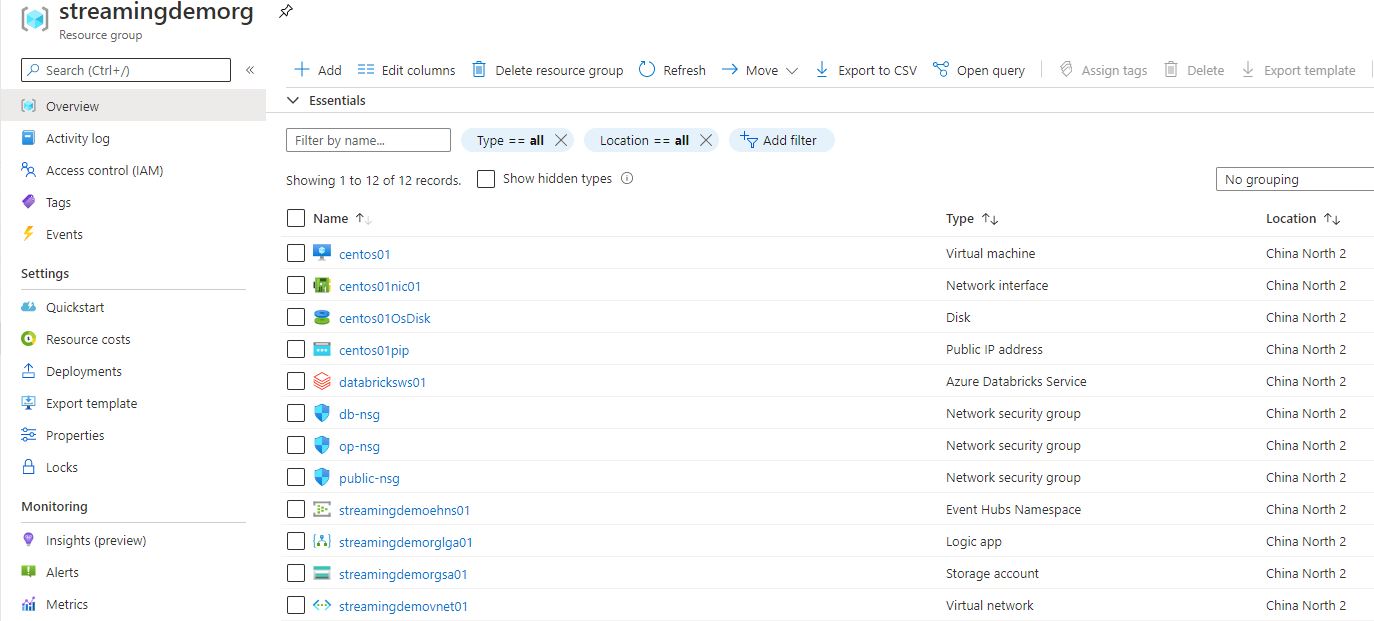 streamingdemorg
Resource group
Search (Ctrl+/)
«
Add
Edit columns
Delete resource group
Refresh
Move
Export to CSV
Open query
Assign tags
Delete
Export template
Overview
Activity log
Access control (IAM)
Tags
Events
Settings
Quickstart
Resource costs
Deployments
Export template
Properties
Locks
Monitoring
Insights (preview)
Alerts
Metrics
Essentials
Filter by name...
Type == all
Location == all
Add filter
Showing 1 to 12 of 12 records.
Show hidden types
No grouping
Name Type Location
centos01 Virtual machine China North 2
centos01nic01 Network interface China North 2
centos01OsDisk Disk China North 2
centos01pip Public IP address China North 2
databricksws01 Azure Databricks Service China North 2
db-nsg Network security group China North 2
op-nsg Network security group China North 2
public-nsg Network security group China North 2
streamingdemoehns01 Event Hubs Namespace China North 2
streamingdemorglga01 Logic app China North 2
streamingdemorgsa01 Storage account China North 2
streamingdemovnet01 Virtual network China North 2